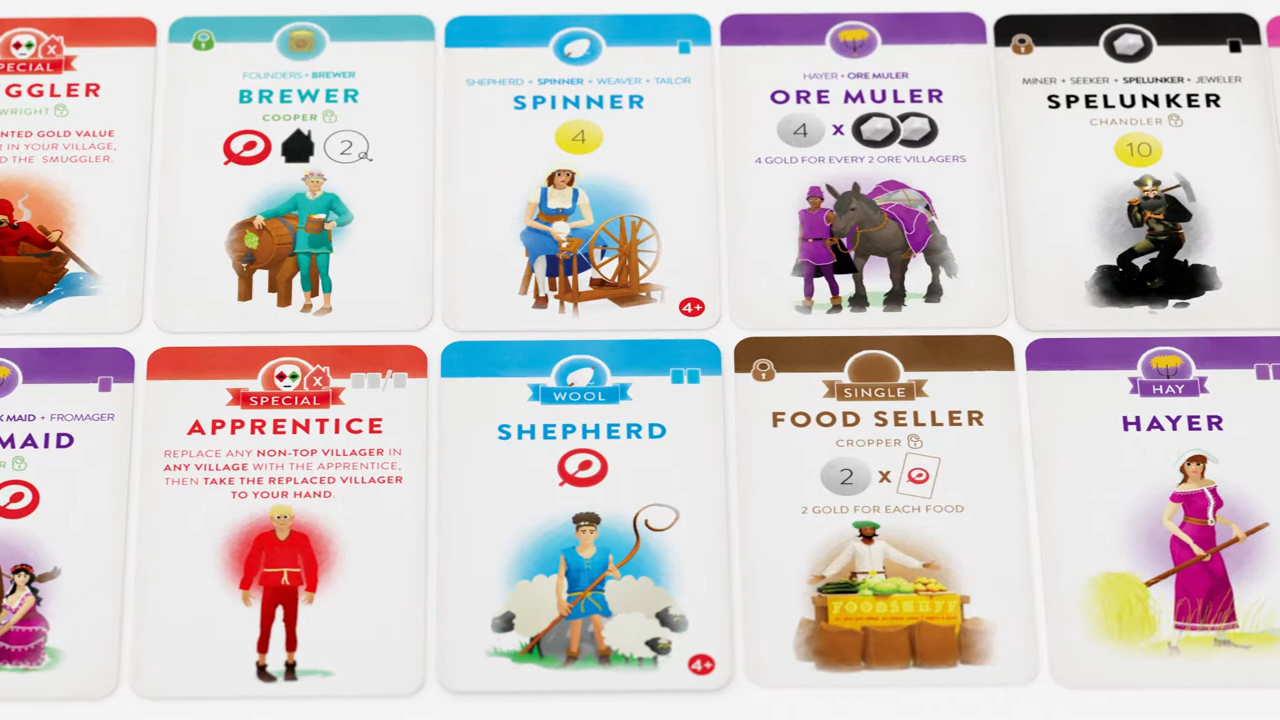 PECIAL
GGLER
WRIGHT
NTED GOLD VALUE
R IN YOUR VILLAGE,
D THE SMUGGLER.
FOUNDERS • BREWER
BREWER
COOPER
2
SHEPHERD • SPINNER • WEAVER • TAILOR
SPINNER
4
4+
HAYER • ORE MULER
ORE MULER
4 X
4 GOLD FOR EVERY 2 ORE VILLAGERS
MINER • SEEKER • SPELUNKER • JEWELER
SPELUNKER
CHANDLER
10
K MAID • FROMAGER
MAID
R
SPECIAL
APPRENTICE
REPLACE ANY NON-TOP VILLAGER IN
ANY VILLAGE WITH THE APPRENTICE,
THEN TAKE THE REPLACED VILLAGER
TO YOUR HAND.
WOOL
SHEPHERD
4+
SINGLE
FOOD SELLER
CROPPER
2 X
2 GOLD FOR EACH FOOD
FOODSTUFF
HAY
HAYER